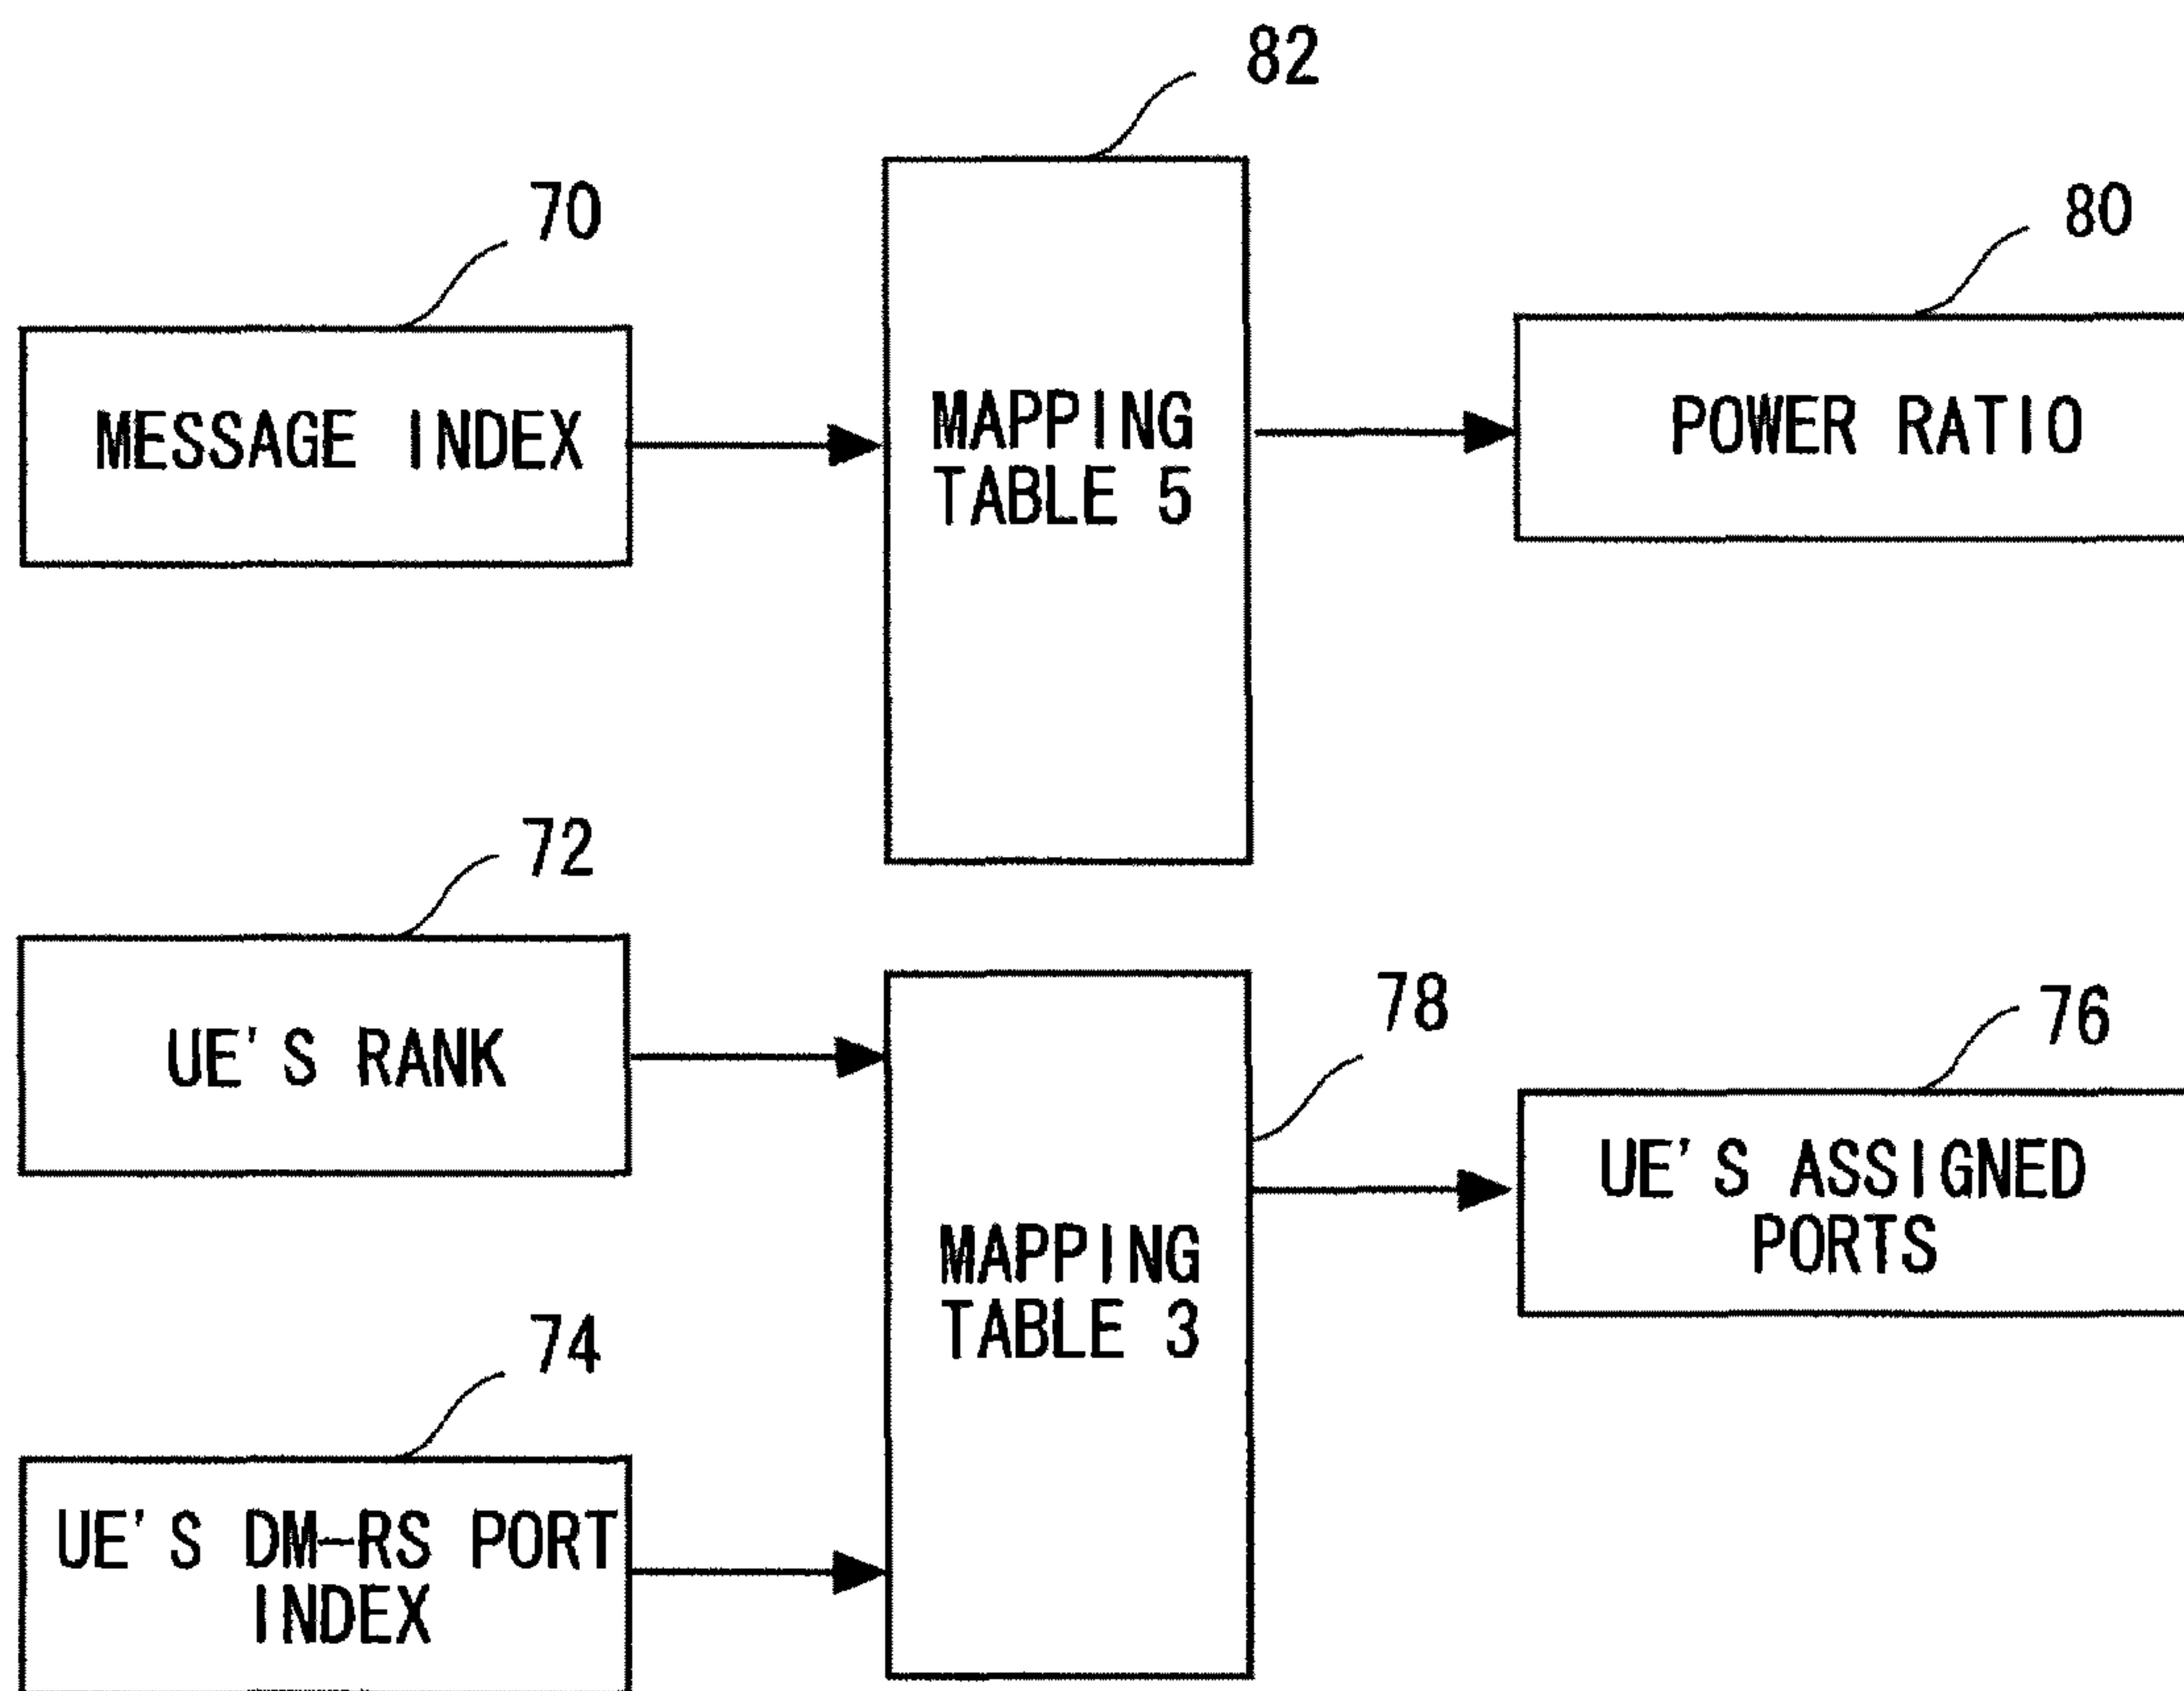 82
70
80
MESSAGE INDEX
MAPPING
TABLE 5
POWER RATIO
72
78
76
UE'S RANK
UE'S ASSIGNED
PORTS
MAPPING
TABLE 3
74
UE'S DM-RS PORT
INDEX